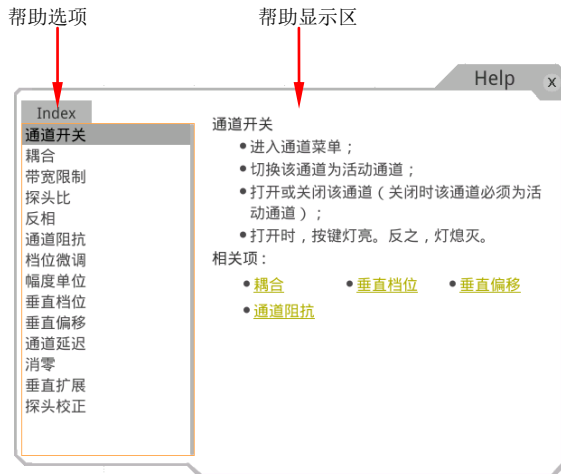 帮助选项
帮助显示区
Help
x
Index
通道开关
耦合
带宽限制
探头比
反相
通道阻抗
档位微调
幅度单位
垂直档位
垂直偏移
通道延迟
消零
垂直扩展
探头校正
通道开关
●进入通道菜单；
●切换该通道为活动通道；
●打开或关闭该通道（关闭时该通道必须为活
动通道）；
●打开时，按键灯亮。反之，灯熄灭。
相关项：
●耦合 ●垂直档位 ●垂直偏移
●通道阻抗